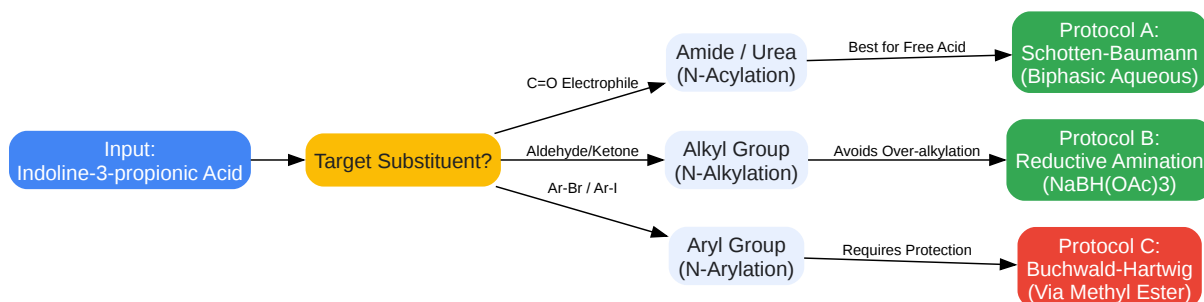 Input:
Indoline-3-propionic Acid
Target Substituent?
C=O Electrophile
Aldehyde/Ketone
Ar-Br / Ar-I
Amide / Urea
(N-Acylation)
Alkyl Group
(N-Alkylation)
Aryl Group
(N-Arylation)
Best for Free Acid
Avoids Over-alkylation
Requires Protection
Protocol A:
Schotten-Baumann
(Biphasic Aqueous)
Protocol B:
Reductive Amination
(NaBH(OAc)3)
Protocol C:
Buchwald-Hartwig
(Via Methyl Ester)